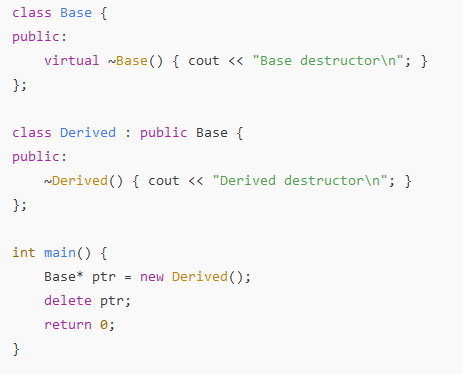 class Base {
public:
    virtual ~Base() { cout << "Base destructor\n"; }
};

class Derived : public Base {
public:
    ~Derived() { cout << "Derived destructor\n"; }
};

int main() {
    Base* ptr = new Derived();
    delete ptr;
    return 0;
}